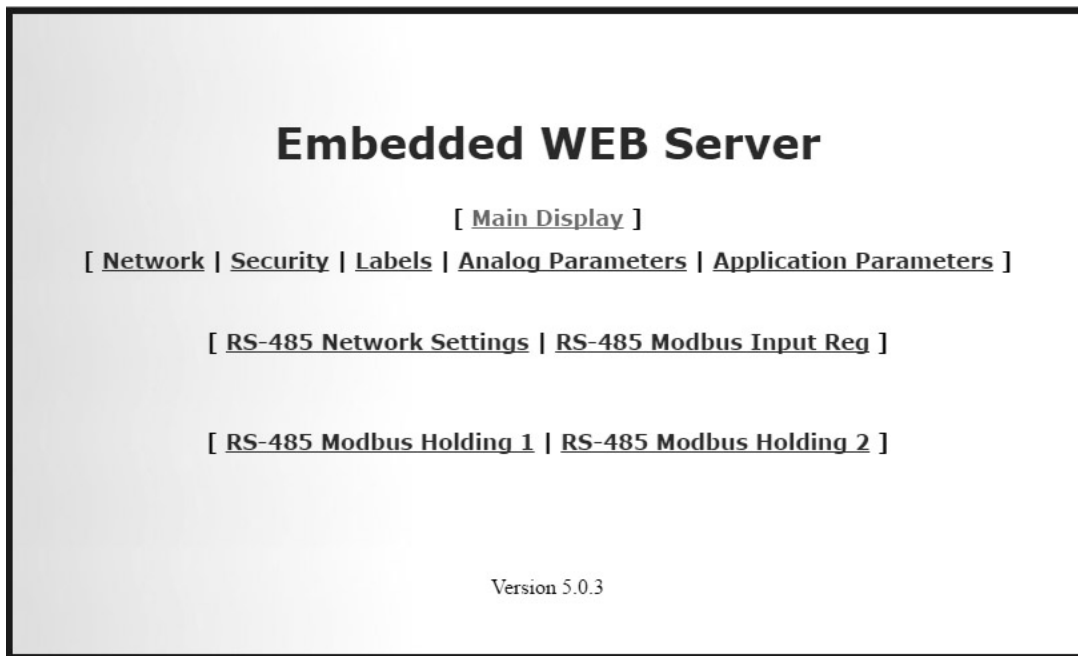 Embedded WEB Server
[ Main Display ]
[ Network | Security | Labels | Analog Parameters | Application Parameters ]
[ RS-485 Network Settings | RS-485 Modbus Input Reg ]
[ RS-485 Modbus Holding 1 | RS-485 Modbus Holding 2 ]
Version 5.0.3